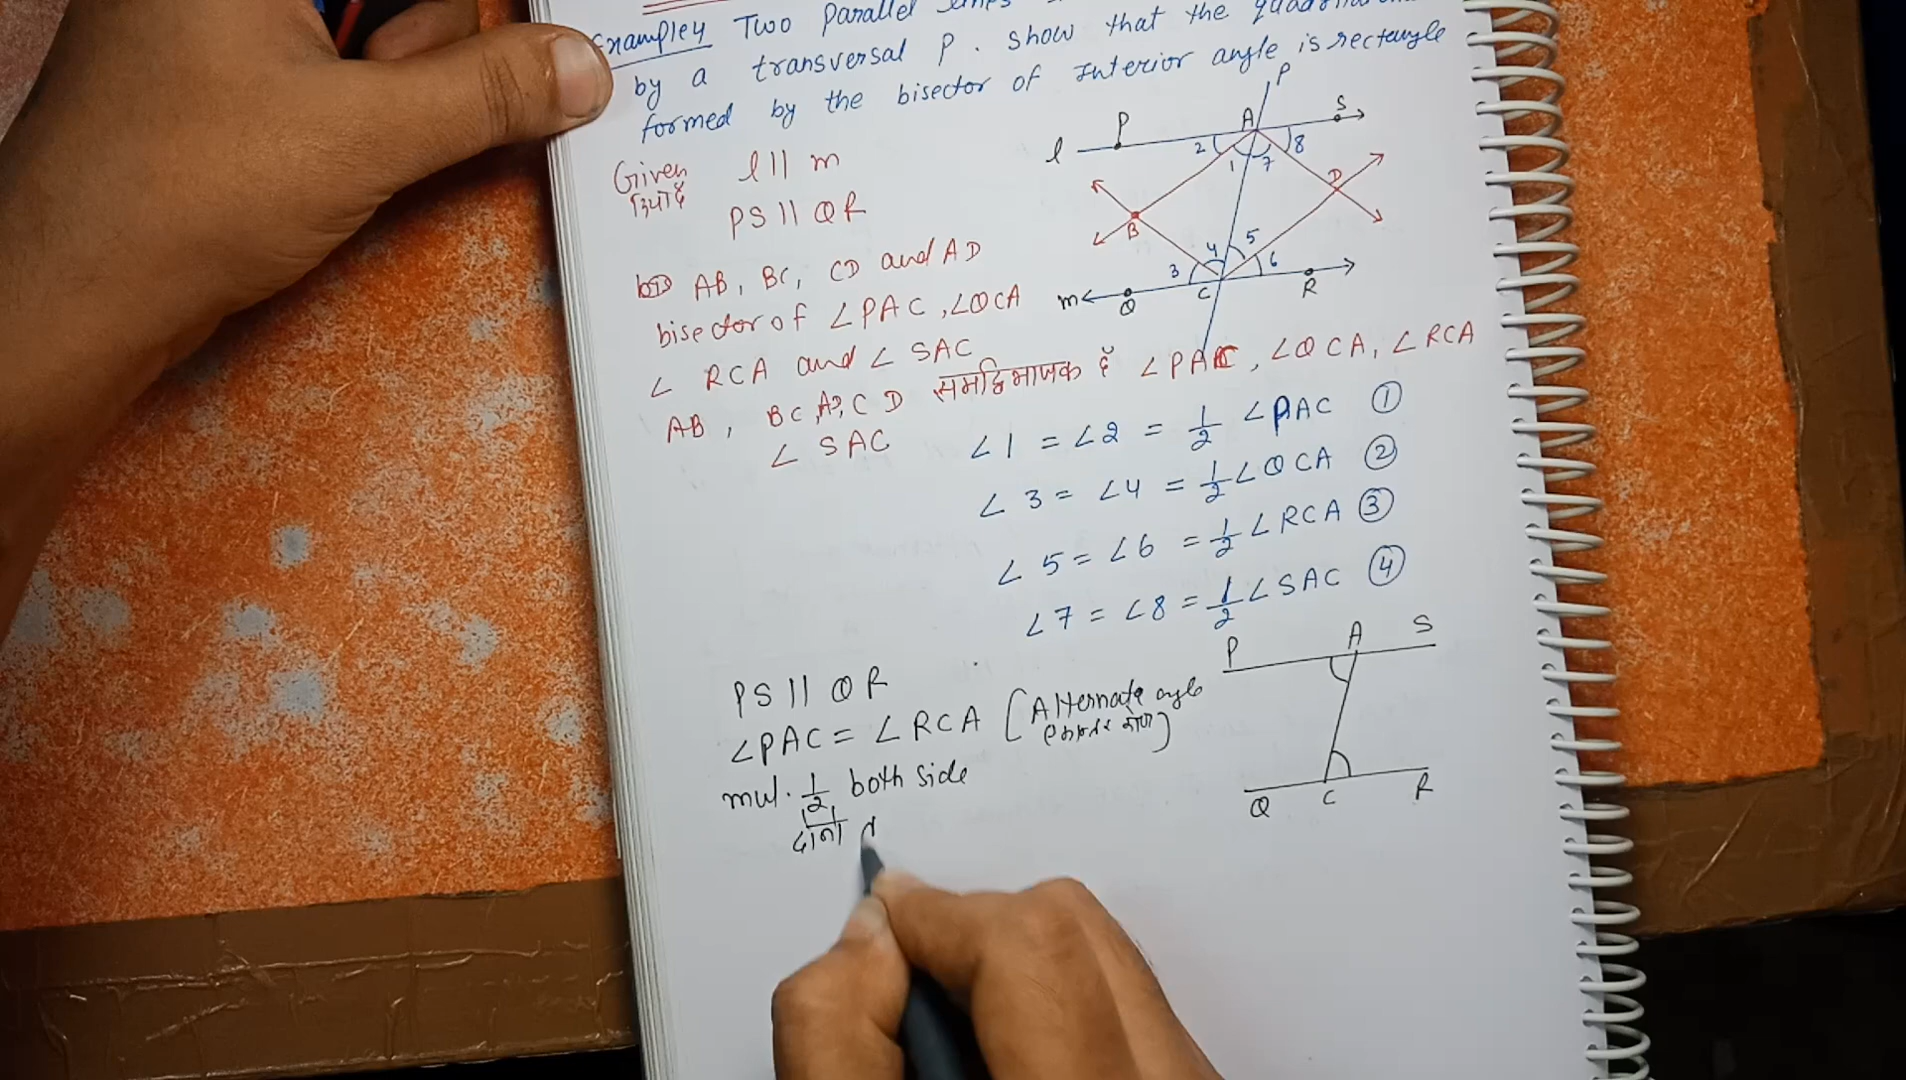 Example4 Two Parallel
by a transversal P. Show that the
formed by the bisector of Interior angle is rectangle
Given l || m
PS || QR
AB, BC, CD and AD
bisector of ∠PAC, ∠QCA
∠ RCA and ∠ SAC
AB, BC, AD, CD समद्विभाजक है ∠PAC, ∠QCA, ∠RCA
∠ SAC
l P A S P
2 1 7 8
B D
3 4 5 6
m Q C R
∠1 = ∠2 = 1/2 ∠PAC ①
∠3 = ∠4 = 1/2 ∠QCA ②
∠5 = ∠6 = 1/2 ∠RCA ③
∠7 = ∠8 = 1/2 ∠SAC ④
PS || QR
∠PAC = ∠RCA [Alternate angle
mul. 1/2 both side
P A S
Q C R